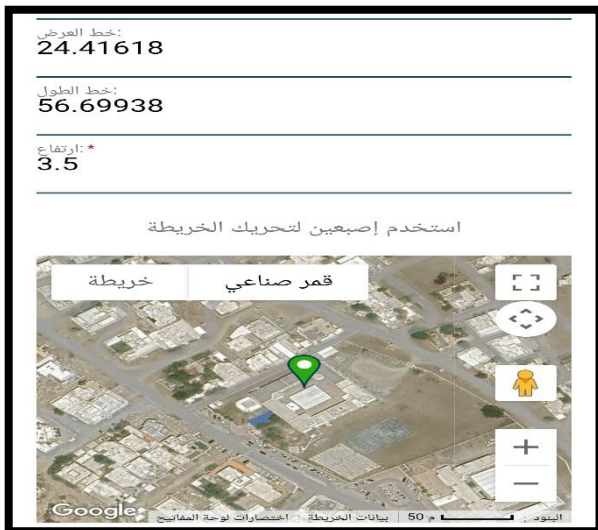 خط العرض:
24.41618
خط الطول:
56.69938
* ارتفاع:
3.5
استخدم إصبعين لتحريك الخريطة
قمر صناعي خريطة
Google
اختصارات لوحة المفاتيح بيانات الخريطة 50 م البنود